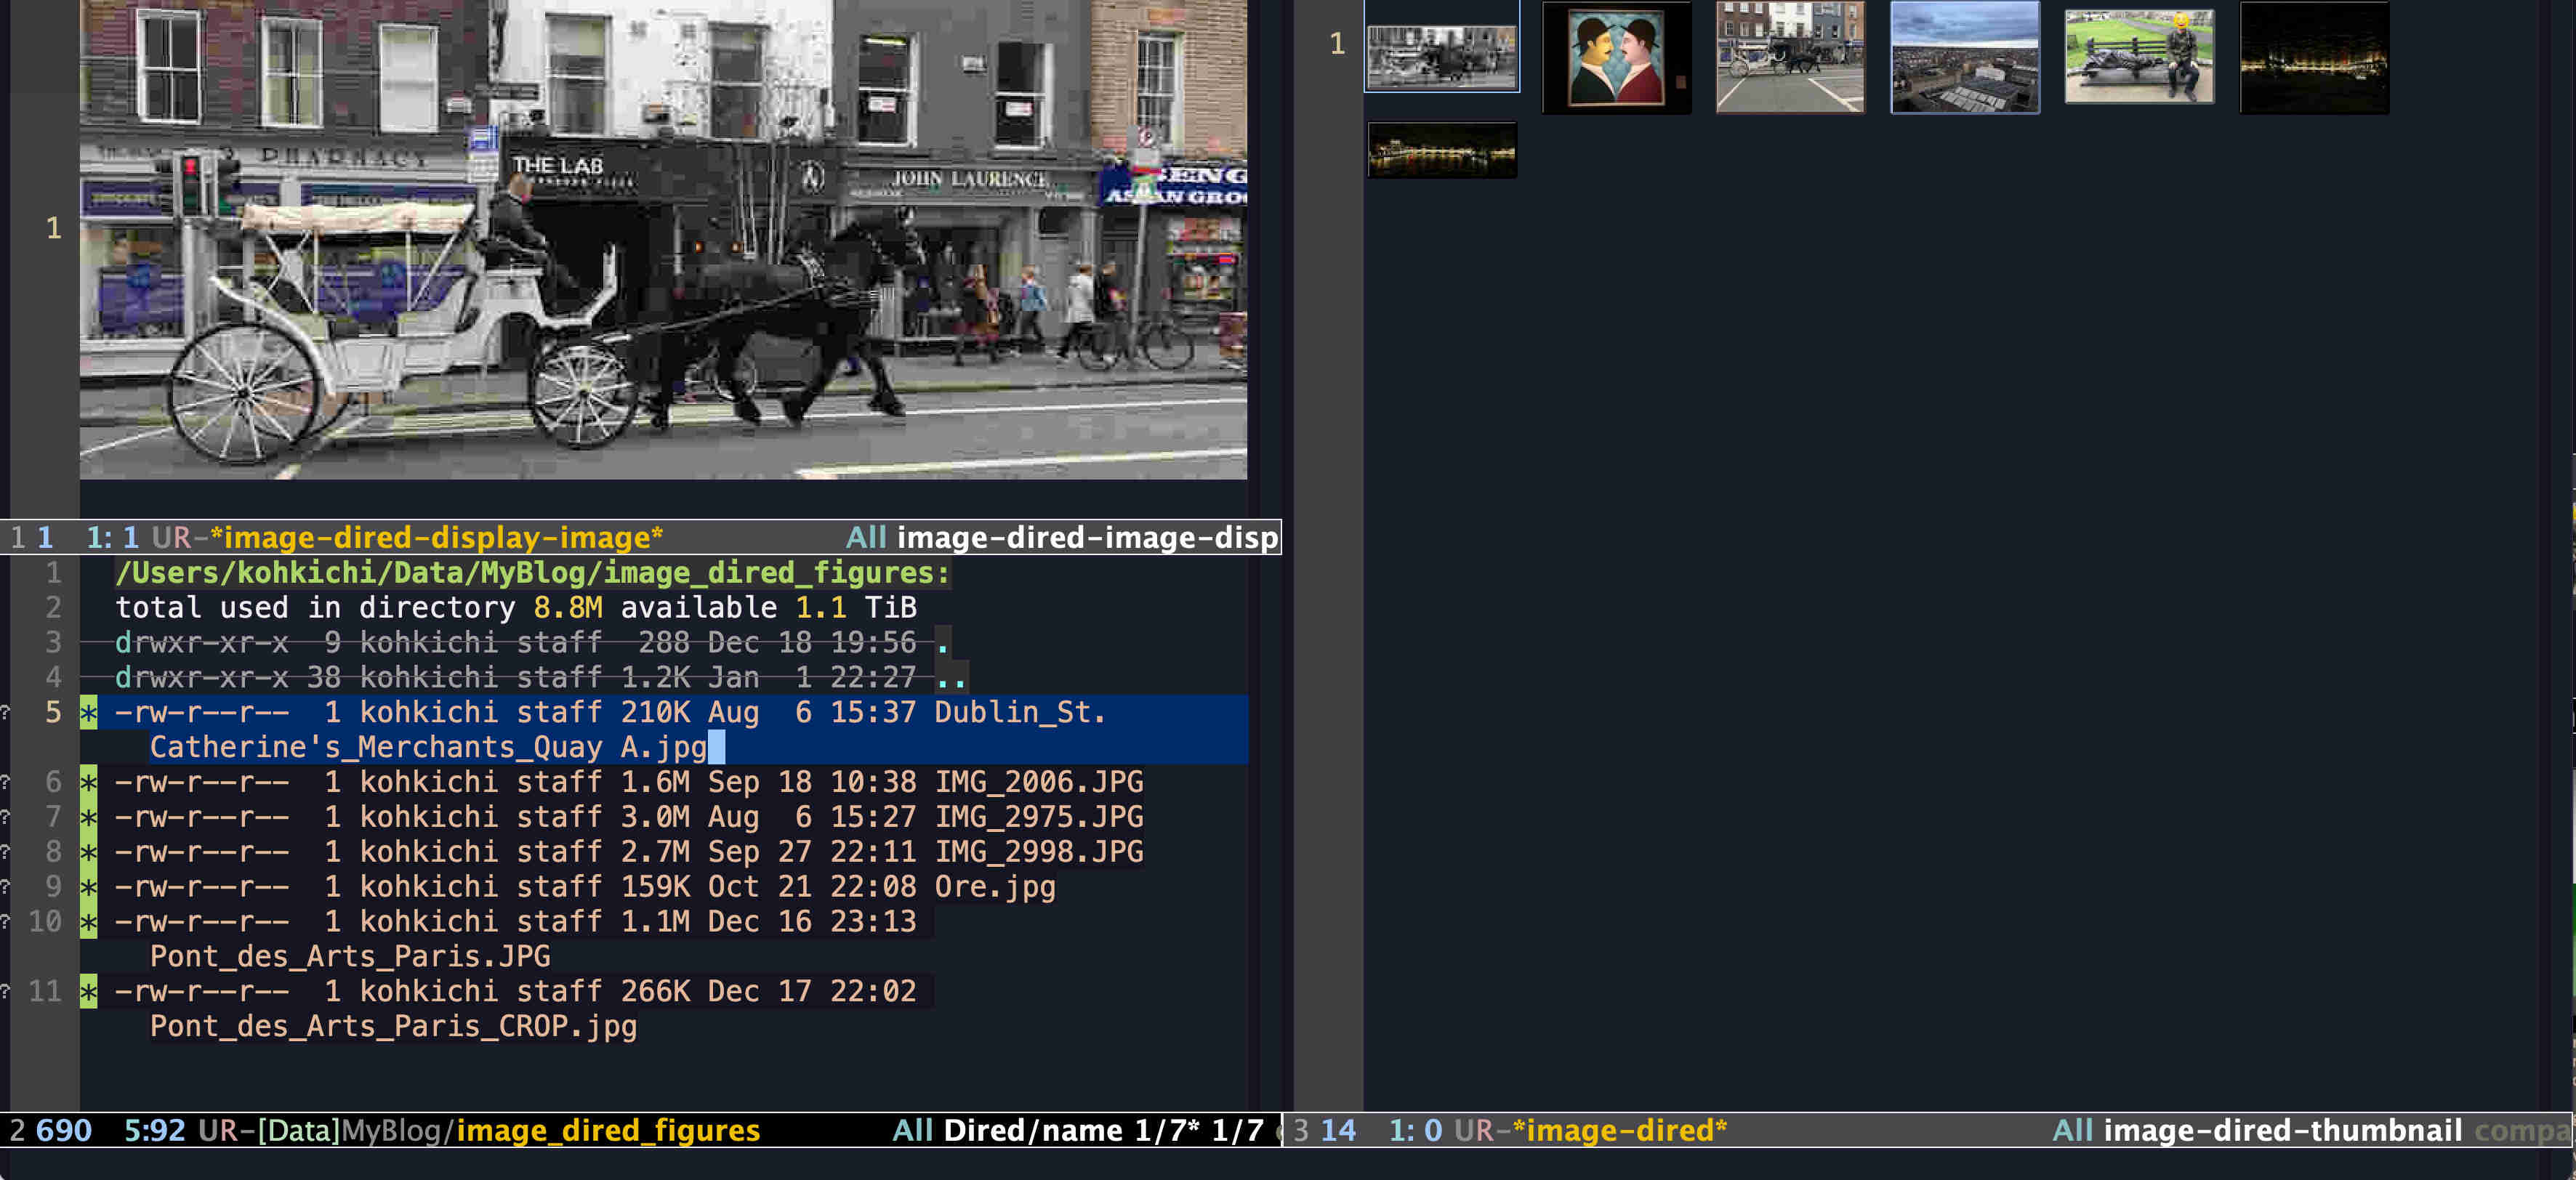 PHARMACY
THE LAB
JOHN LAURENCE
ENG
AN GRO
1
1 1 1: 1 UR-*image-dired-display-image* All image-dired-image-disp
1 /Users/kohkichi/Data/MyBlog/image_dired_figures:
2 total used in directory 8.8M available 1.1 TiB
3 drwxr-xr-x 9 kohkichi staff 288 Dec 18 19:56 .
4 drwxr-xr-x 38 kohkichi staff 1.2K Jan 1 22:27 ..
? 5 * -rw-r--r-- 1 kohkichi staff 210K Aug 6 15:37 Dublin_St.
Catherine's_Merchants_Quay A.jpg
? 6 * -rw-r--r-- 1 kohkichi staff 1.6M Sep 18 10:38 IMG_2006.JPG
? 7 * -rw-r--r-- 1 kohkichi staff 3.0M Aug 6 15:27 IMG_2975.JPG
? 8 * -rw-r--r-- 1 kohkichi staff 2.7M Sep 27 22:11 IMG_2998.JPG
? 9 * -rw-r--r-- 1 kohkichi staff 159K Oct 21 22:08 Ore.jpg
? 10 * -rw-r--r-- 1 kohkichi staff 1.1M Dec 16 23:13
Pont_des_Arts_Paris.JPG
? 11 * -rw-r--r-- 1 kohkichi staff 266K Dec 17 22:02
Pont_des_Arts_Paris_CROP.jpg
2 690 5:92 UR-[Data]MyBlog/image_dired_figures All Dired/name 1/7* 1/7
1
3 14 1: 0 UR-*image-dired* All image-dired-thumbnail compa